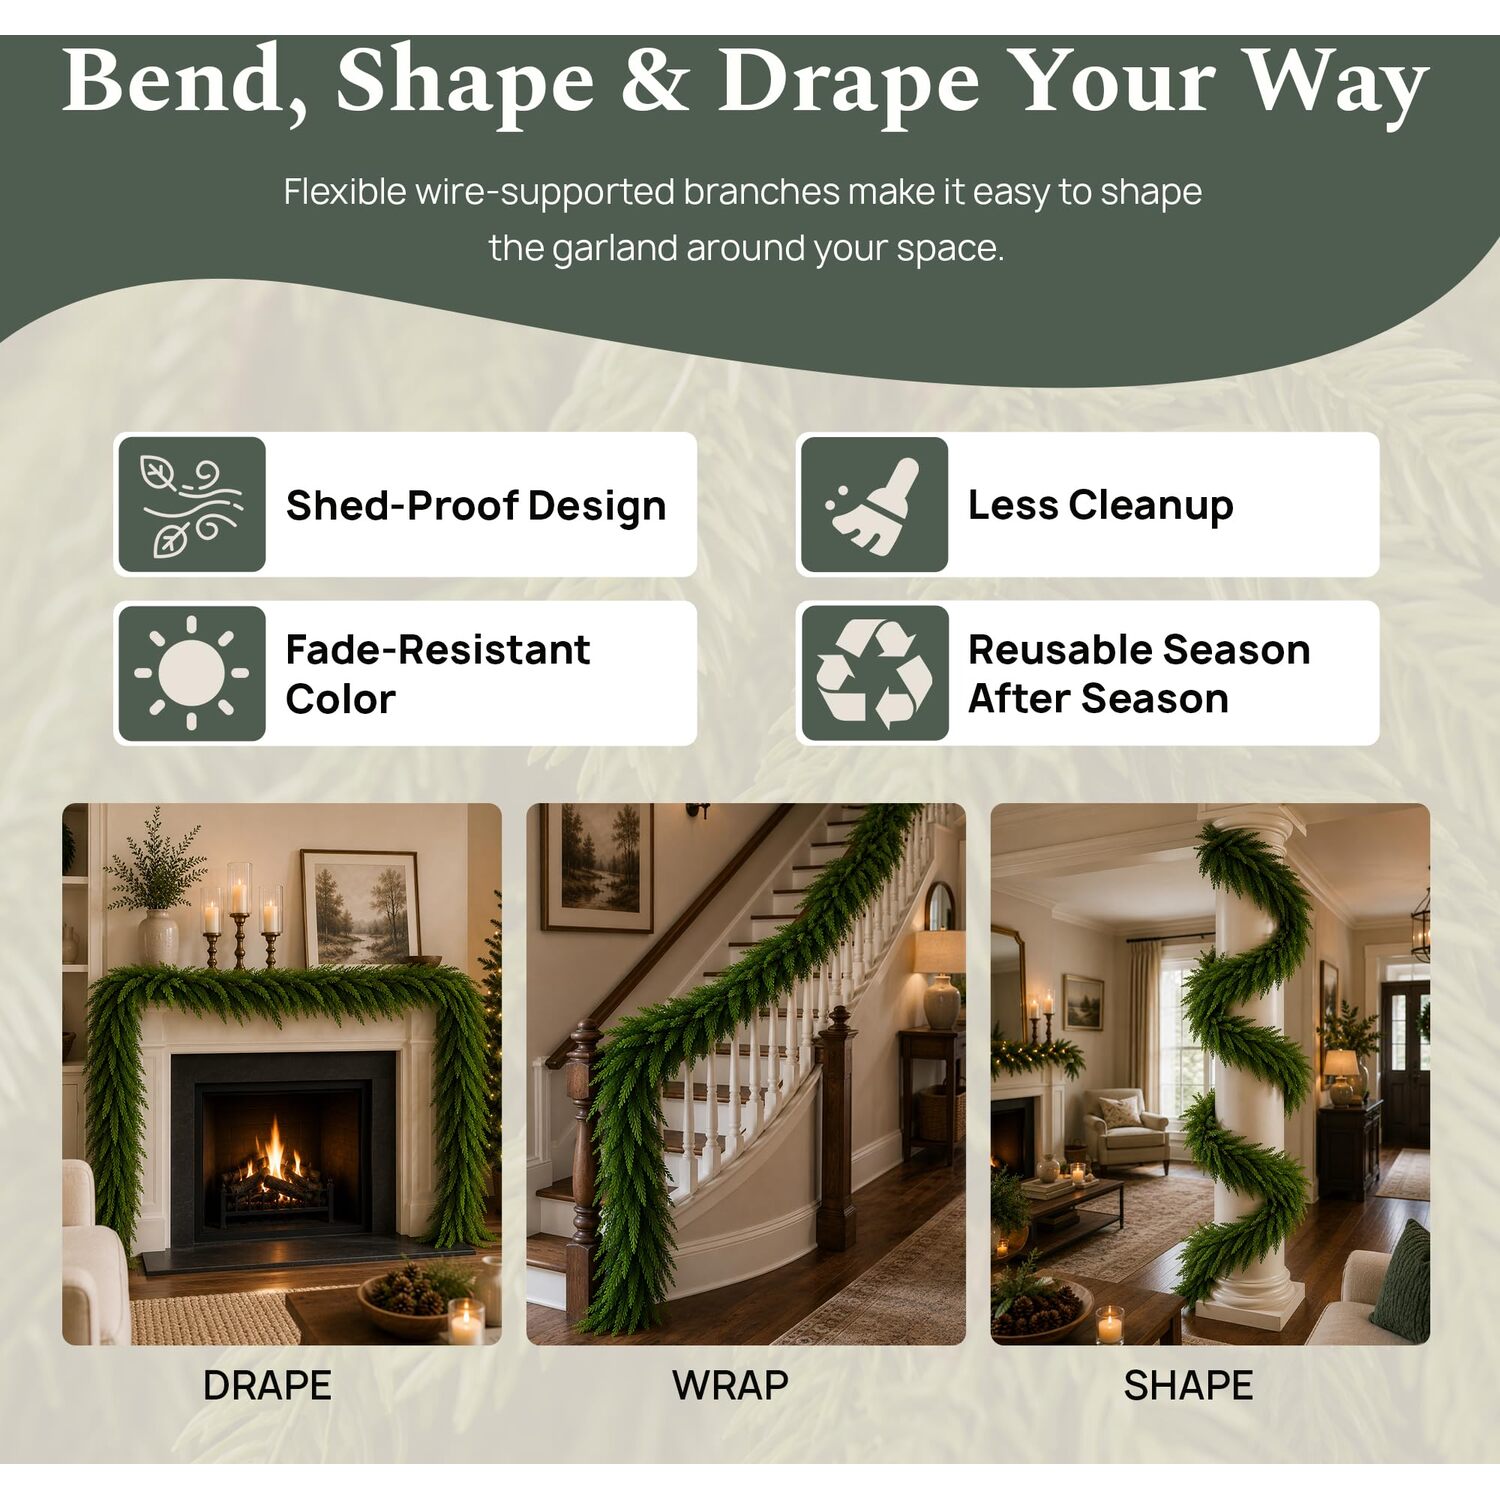 Bend, Shape & Drape Your Way
Flexible wire-supported branches make it easy to shape
the garland around your space.
Shed-Proof Design
Less Cleanup
Fade-Resistant
Color
Reusable Season
After Season
DRAPE
WRAP
SHAPE